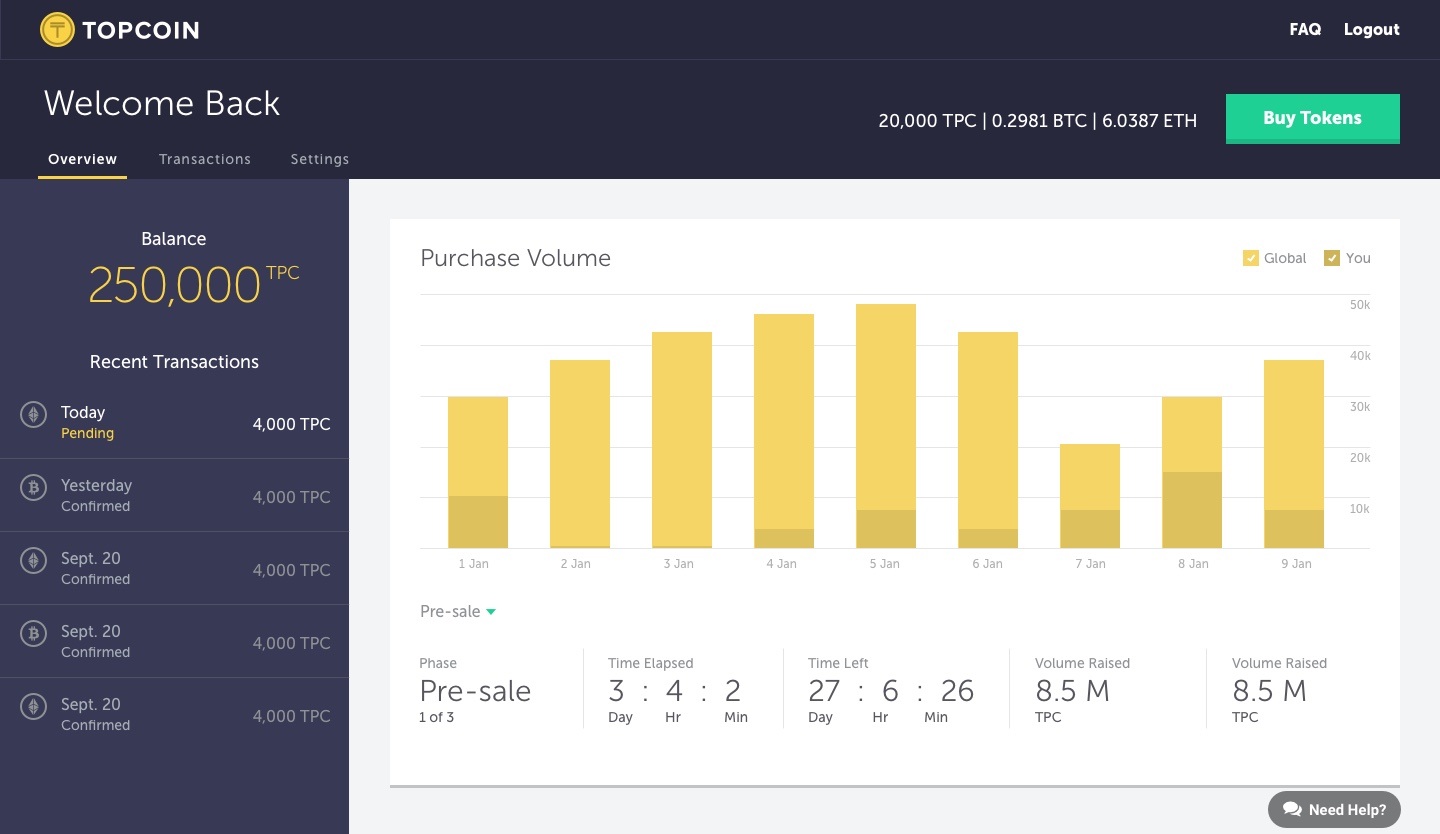 TOPCOIN
FAQ Logout
Welcome Back
20,000 TPC | 0.2981 BTC | 6.0387 ETH
Buy Tokens
Overview Transactions Settings
Balance
250,000 TPC
Recent Transactions
Today
Pending
4,000 TPC
Yesterday
Confirmed
4,000 TPC
Sept. 20
Confirmed
4,000 TPC
Sept. 20
Confirmed
4,000 TPC
Sept. 20
Confirmed
4,000 TPC
Purchase Volume
Global You
50k
40k
30k
20k
10k
1 Jan 2 Jan 3 Jan 4 Jan 5 Jan 6 Jan 7 Jan 8 Jan 9 Jan
Pre-sale
Phase
Pre-sale
1 of 3
Time Elapsed
3 : 4 : 2
Day Hr Min
Time Left
27 : 6 : 26
Day Hr Min
Volume Raised
8.5 M
TPC
Volume Raised
8.5 M
TPC
Need Help?